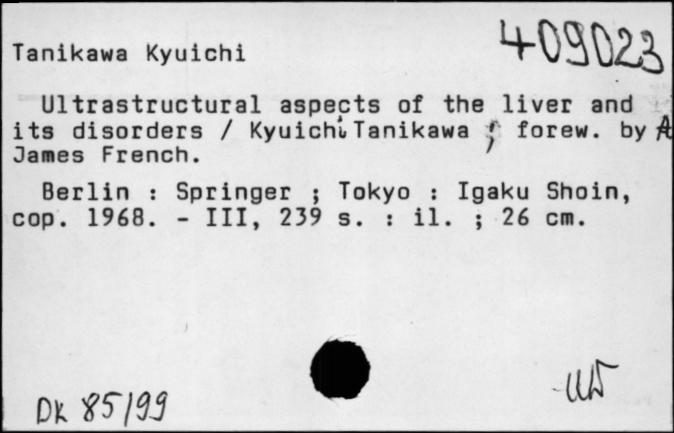 409023
Tanikawa Kyuichi
Ultrastructural aspects of the liver and
its disorders / Kyuichi Tanikawa ; forew. by A
James French.
Berlin : Springer ; Tokyo : Igaku Shoin,
cop. 1968. - III, 239 s. : il. ; 26 cm.
DK 85/99